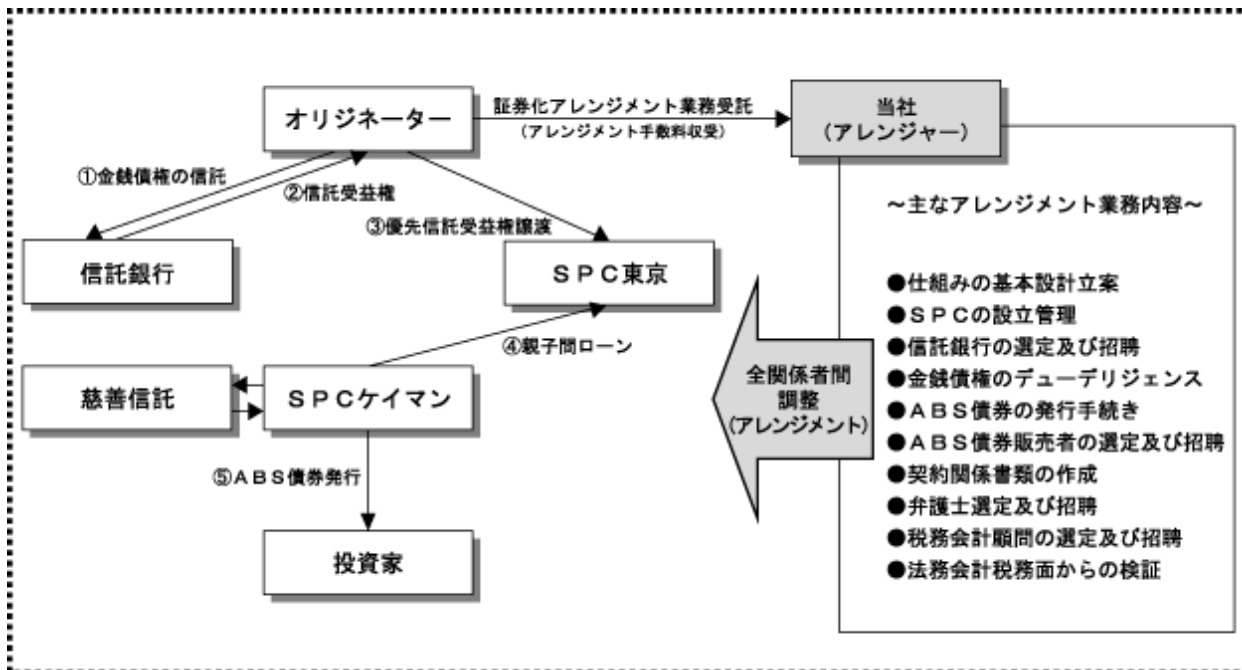 オリジネーター
証券化アレンジメント業務受託
(アレンジメント手数料収受)
当社
(アレンジャー)
①金銭債権の信託
②信託受益権
③優先信託受益権譲渡
信託銀行
ＳＰＣ東京
④親子間ローン
慈善信託
ＳＰＣケイマン
⑤ＡＢＳ債券発行
投資家
全関係者間
調整
(アレンジメント)
～主なアレンジメント業務内容～
●仕組みの基本設計立案
●ＳＰＣの設立管理
●信託銀行の選定及び招聘
●金銭債権のデューデリジェンス
●ＡＢＳ債券の発行手続き
●ＡＢＳ債券販売者の選定及び招聘
●契約関係書類の作成
●弁護士選定及び招聘
●税務会計顧問の選定及び招聘
●法務会計税務面からの検証